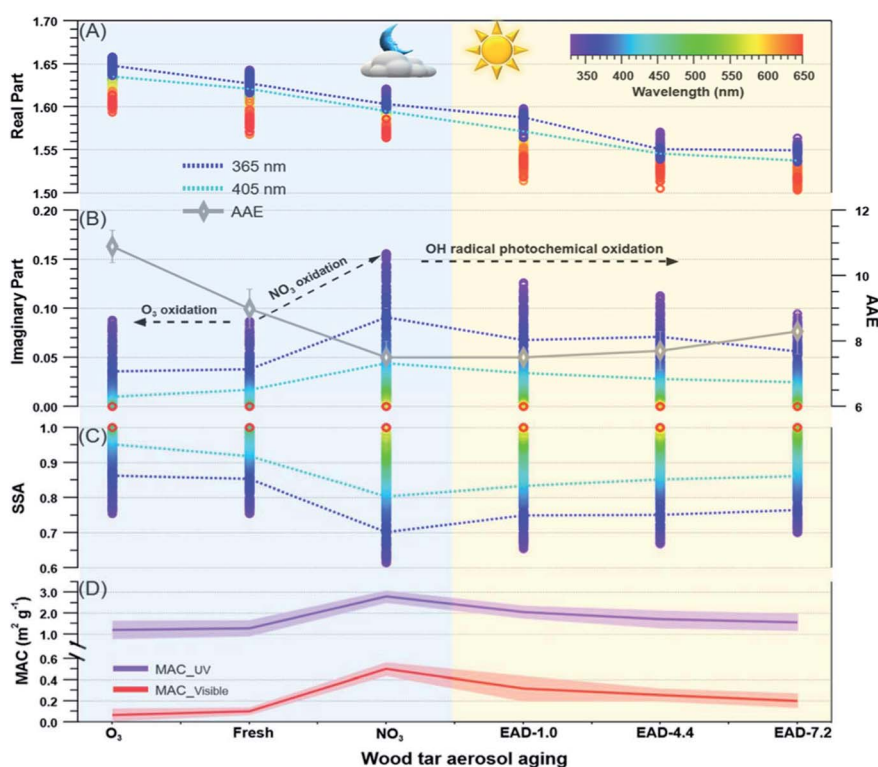 (A)
1.70
1.65
1.60
1.55
1.50
Real Part
350 400 450 500 550 600 650
Wavelength (nm)
365 nm
405 nm
AAE
(B)
0.20
0.15
0.10
0.05
0.00
Imaginary Part
O₃ oxidation
NO₃ oxidation
OH radical photochemical oxidation
12
10
8
6
AAE
(C)
1.0
0.9
0.8
0.7
0.6
SSA
(D)
3.0
2.0
1.0
0.6
0.4
0.2
0.0
MAC (m² g⁻¹)
MAC_UV
MAC_Visible
O₃ Fresh NO₃ EAD-1.0 EAD-4.4 EAD-7.2
Wood tar aerosol aging